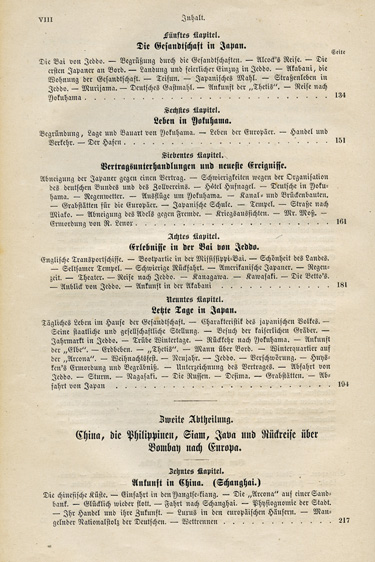 VIII Inhalt.
Fünftes Kapitel.
Die Gesandtschaft in Japan.
Seite
Die Bai von Jeddo. — Begrüßung durch die Gesandtschaften. — Alcock's Reise. — Die
ersten Japaner an Bord. — Landung und feierlicher Einzug in Jeddo. — Akabani, die
Wohnung der Gesandtschaft. — Teïsun. — Japanisches Mahl. — Straßenleben in
Jeddo. — Murisama. — Deutsches Gastmahl. — Ankunft der „Thetis“. — Reise nach
Yokuhama . . . . . . . . . . 134
Sechstes Kapitel.
Leben in Yokuhama.
Begründung, Lage und Bauart von Yokuhama. — Leben der Europäer. — Handel und
Verkehr. — Der Hafen . . . . . . . . . . 151
Siebentes Kapitel.
Vertragsunterhandlungen und neueste Ereignisse.
Abneigung der Japaner gegen einen Vertrag. — Schwierigkeiten wegen der Organisation
des deutschen Bundes und des Zollvereins. — Hôtel Hufnagel. — Deutsche in Yoku-
hama. — Regenwetter. — Ausflüge um Yokuhama. — Kanal- und Brückenbauten,
— Grabstätten für die Europäer. — Japanische Schule. — Tempel. — Straße nach
Miako. — Abneigung des Adels gegen Fremde. — Kriegsaussichten. — Mr. Moß. —
Ermordung von R. Lenox . . . . . . . . . . 161
Achtes Kapitel.
Erlebnisse in der Bai von Jeddo.
Englische Transportschiffe. — Bootpartie in der Mississippi-Bai. — Schönheit des Landes.
— Seltsamer Tempel. — Schwierige Rückfahrt. — Amerikanische Japaner. — Regen-
zeit. — Theater. — Reise nach Jeddo. — Kanagawa. — Kawasaki. — Die Betto's.
— Anblick von Jeddo. — Ankunft in der Akabani . . . . . . . . . . 181
Neuntes Kapitel.
Letzte Tage in Japan.
Tägliches Leben im Hause der Gesandtschaft. — Charakteristik des japanischen Volkes. —
Seine staatliche und gesellschaftliche Stellung. — Besuch der kaiserlichen Gräber. —
Jahrmarkt in Jeddo. — Trübe Wintertage. — Rückkehr nach Yokuhama. — Ankunft
der „Elbe“. — Erdbeben. — „Thetis“. — Mann über Bord. — Winterquartier auf
der „Arcona“. — Weihnachtsfest. — Neujahr. — Jeddo. — Verschwörung. — Huys-
ken's Ermordung und Begräbniß. — Unterzeichnung des Vertrages. — Abfahrt von
Jeddo. — Sturm. — Nagasaki. — Die Russen. — Desima. — Grabstätten. — Ab-
fahrt von Japan . . . . . . . . . . 194
Zweite Abtheilung.
China, die Philippinen, Siam, Java und Rückreise über
Bombay nach Europa.
Zehntes Kapitel.
Ankunft in China. (Schanghai.)
Die chinesische Küste. — Einfahrt in den Yangtse-kiang. — Die „Arcona“ auf einer Sand-
bank. — Glücklich wieder flott. — Fahrt nach Schanghai. — Physiognomie der Stadt.
— Ihr Handel und ihre Zukunft. — Luxus in den europäischen Häusern. — Man-
gelnder Nationalstolz der Deutschen. — Wettrennen . . . . . . . . . . 217